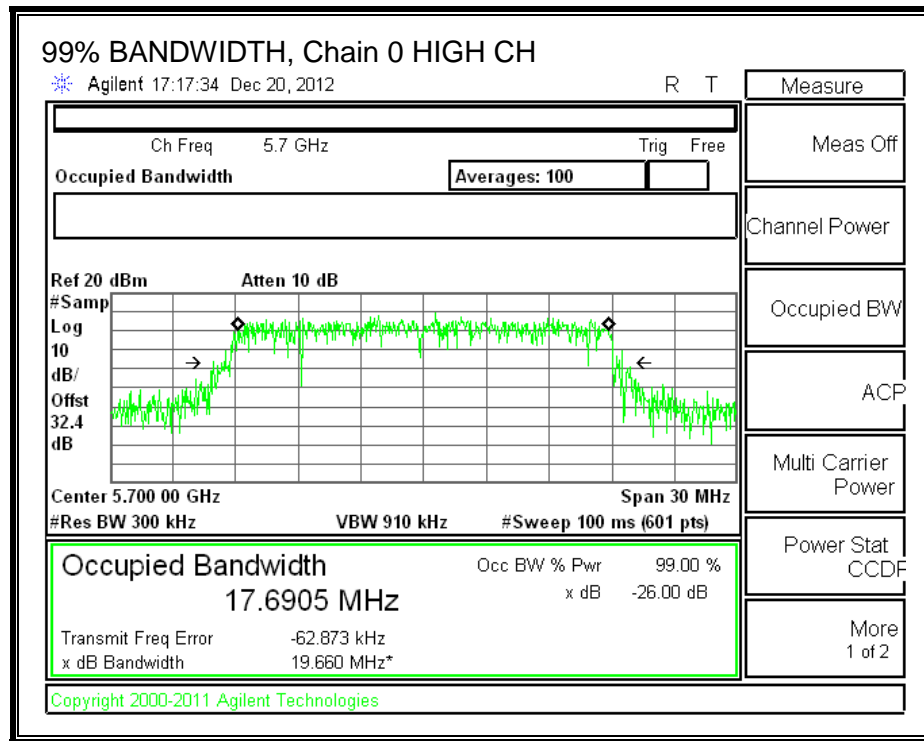 99% BANDWIDTH, Chain 0 HIGH CH
Agilent 17:17:34 Dec 20, 2012 R T Measure
Ch Freq 5.7 GHz Trig Free
Meas Off
Occupied Bandwidth Averages: 100
Channel Power
Ref 20 dBm Atten 10 dB
#Samp
Log
10
dB/
Offst
32.4
dB
Occupied BW
ACP
Multi Carrier
Power
Center 5.700 00 GHz Span 30 MHz
#Res BW 300 kHz VBW 910 kHz #Sweep 100 ms (601 pts)
Power Stat
CCDF
Occupied Bandwidth Occ BW % Pwr 99.00 %
17.6905 MHz x dB -26.00 dB
Transmit Freq Error -62.873 kHz
x dB Bandwidth 19.660 MHz*
More
1 of 2
Copyright 2000-2011 Agilent Technologies